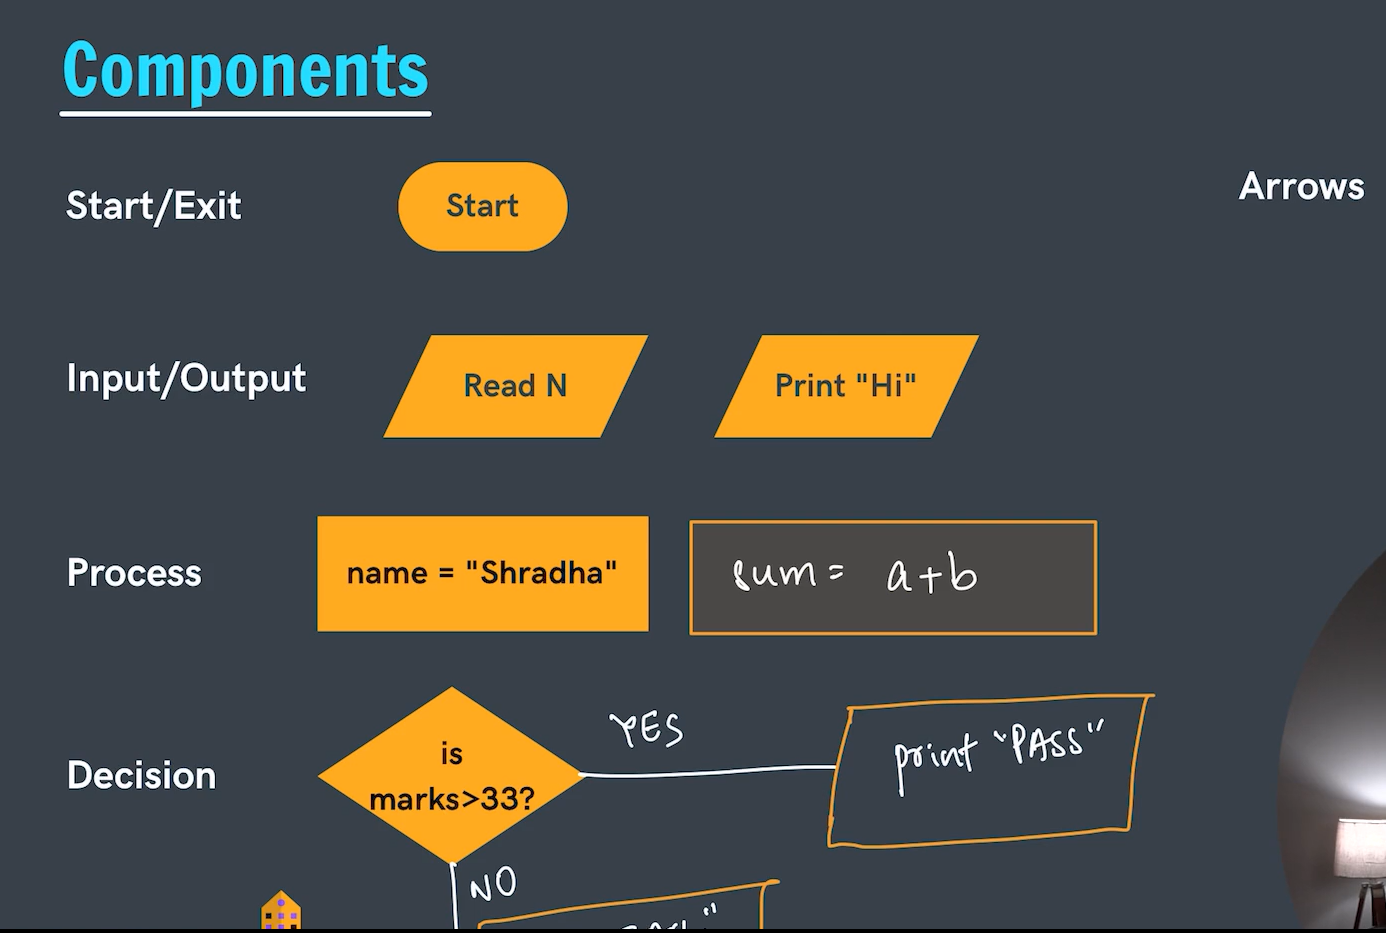 Components
Start/Exit
Start
Arrows
Input/Output
Read N
Print "Hi"
Process
name = "Shradha"
sum = a+b
Decision
is
marks>33?
YES
print "PASS"
NO